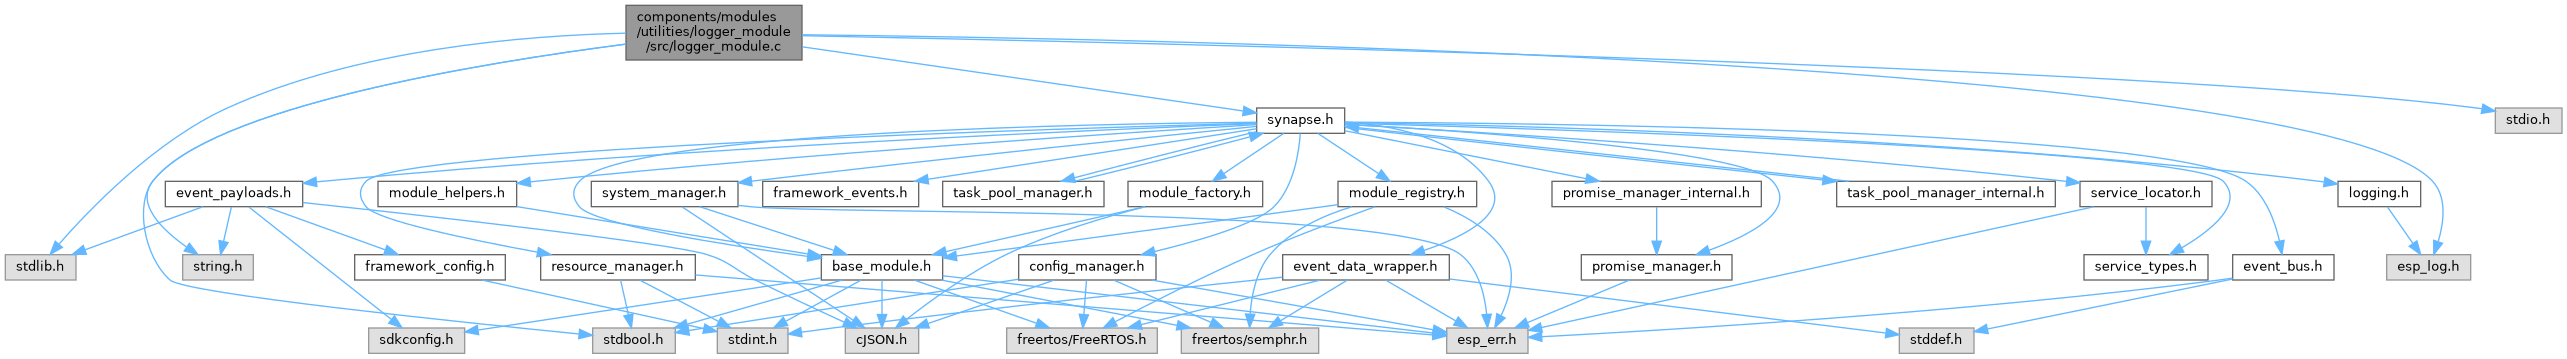 components/modules
/utilities/logger_module
/src/logger_module.c
synapse.h
stdio.h
event_payloads.h
module_helpers.h
system_manager.h
framework_events.h
task_pool_manager.h
module_factory.h
module_registry.h
promise_manager_internal.h
task_pool_manager_internal.h
service_locator.h
logging.h
stdlib.h
string.h
framework_config.h
resource_manager.h
base_module.h
config_manager.h
event_data_wrapper.h
promise_manager.h
service_types.h
event_bus.h
esp_log.h
sdkconfig.h
stdbool.h
stdint.h
cJSON.h
freertos/FreeRTOS.h
freertos/semphr.h
esp_err.h
stddef.h